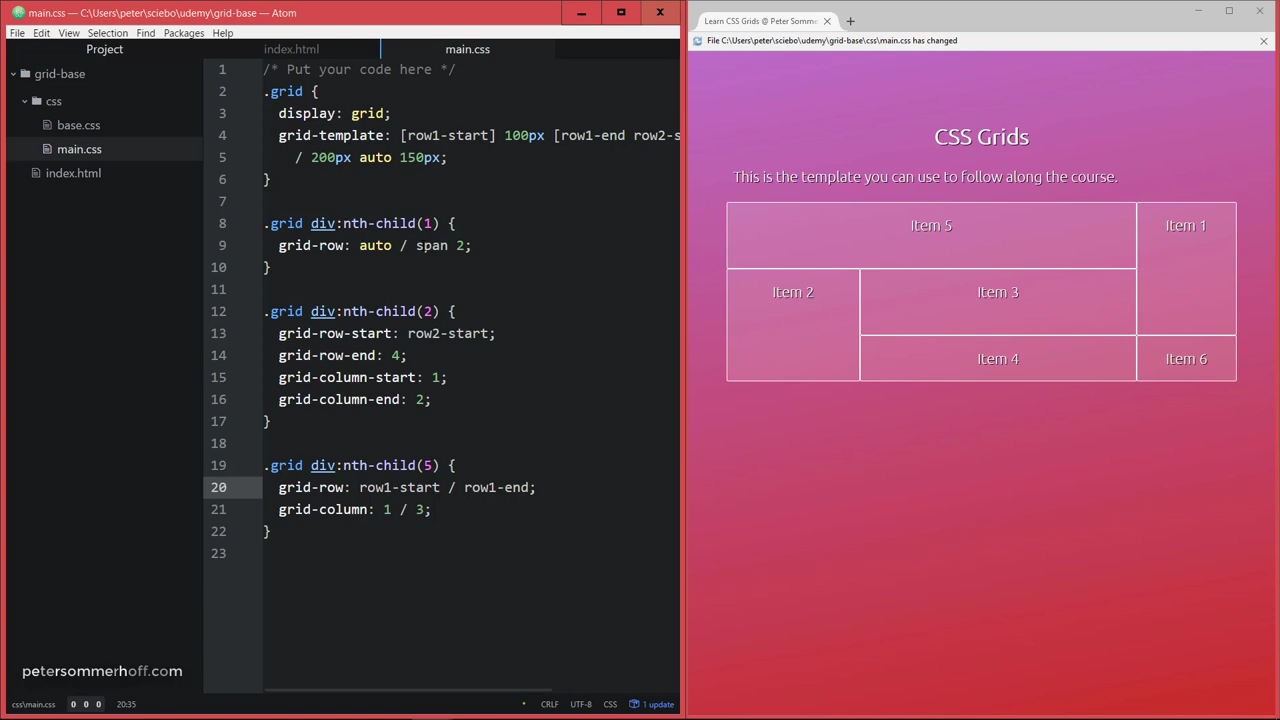 main.css — C:\Users\peter\sciebo\udemy\grid-base — Atom
File Edit View Selection Find Packages Help
Project
grid-base
css
base.css
main.css
index.html
index.html
main.css
1 /* Put your code here */
2 .grid {
3 display: grid;
4 grid-template: [row1-start] 100px [row1-end row2-s
5 / 200px auto 150px;
6 }
7
8 .grid div:nth-child(1) {
9 grid-row: auto / span 2;
10 }
11
12 .grid div:nth-child(2) {
13 grid-row-start: row2-start;
14 grid-row-end: 4;
15 grid-column-start: 1;
16 grid-column-end: 2;
17 }
18
19 .grid div:nth-child(5) {
20 grid-row: row1-start / row1-end;
21 grid-column: 1 / 3;
22 }
23
petersommerhoff.com
css\main.css 0 0 0 20:35 CRLF UTF-8 CSS 1 update
Learn CSS Grids @ Peter Somme
File C:\Users\peter\sciebo\udemy\grid-base\css\main.css has changed
CSS Grids
This is the template you can use to follow along the course.
Item 5 Item 1
Item 2 Item 3
Item 4 Item 6